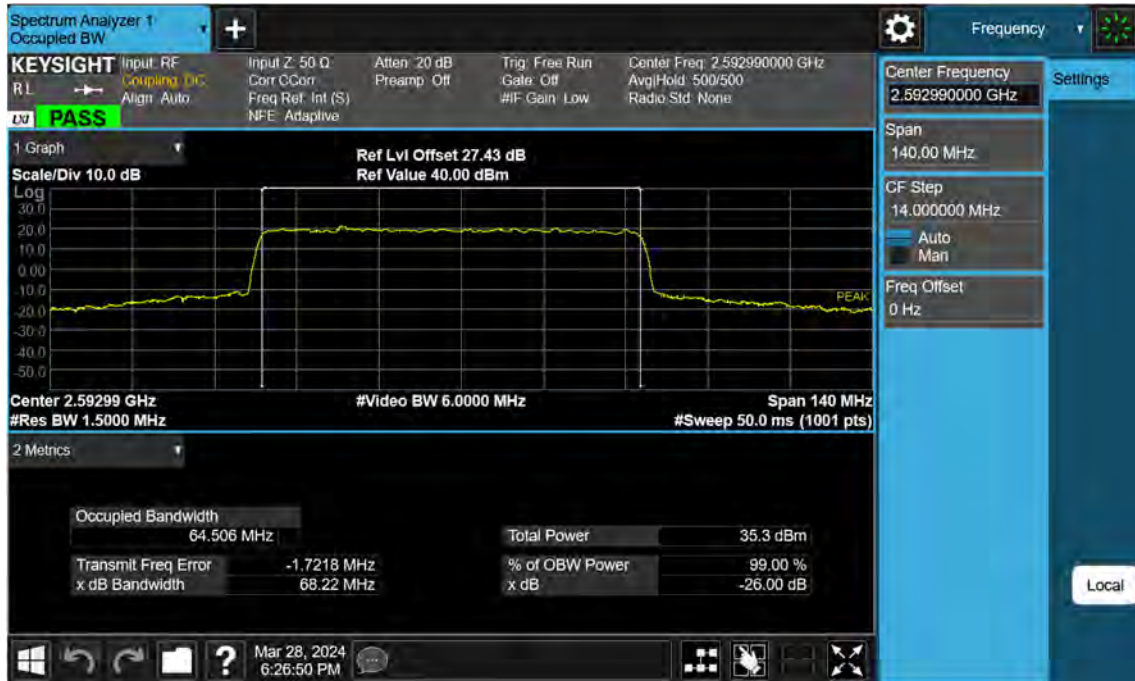 Spectrum Analyzer 1
Occupied BW
+
Frequency
KEYSIGHT
RL
LXI PASS
Input: RF
Coupling: DC
Align: Auto
Input Z: 50 Ω
Corr CCorr
Freq Ref: Int (S)
NFE: Adaptive
Atten: 20 dB
Preamp: Off
Trig: Free Run
Gate: Off
#IF Gain: Low
Center Freq: 2.592990000 GHz
Avg|Hold: 500/500
Radio Std: None
Center Frequency
2.592990000 GHz
Settings
Span
140.00 MHz
CF Step
14.000000 MHz
Auto
Man
Freq Offset
0 Hz
1 Graph
Scale/Div 10.0 dB
Ref Lvl Offset 27.43 dB
Ref Value 40.00 dBm
Log
30.0
20.0
10.0
0.00
-10.0
-20.0
-30.0
-40.0
-50.0
PEAK
Center 2.59299 GHz
#Video BW 6.0000 MHz
Span 140 MHz
#Res BW 1.5000 MHz
#Sweep 50.0 ms (1001 pts)
2 Metrics
Occupied Bandwidth
64.506 MHz
Total Power 35.3 dBm
Transmit Freq Error -1.7218 MHz
% of OBW Power 99.00 %
x dB Bandwidth 68.22 MHz
x dB -26.00 dB
Local
?
Mar 28, 2024
6:26:50 PM